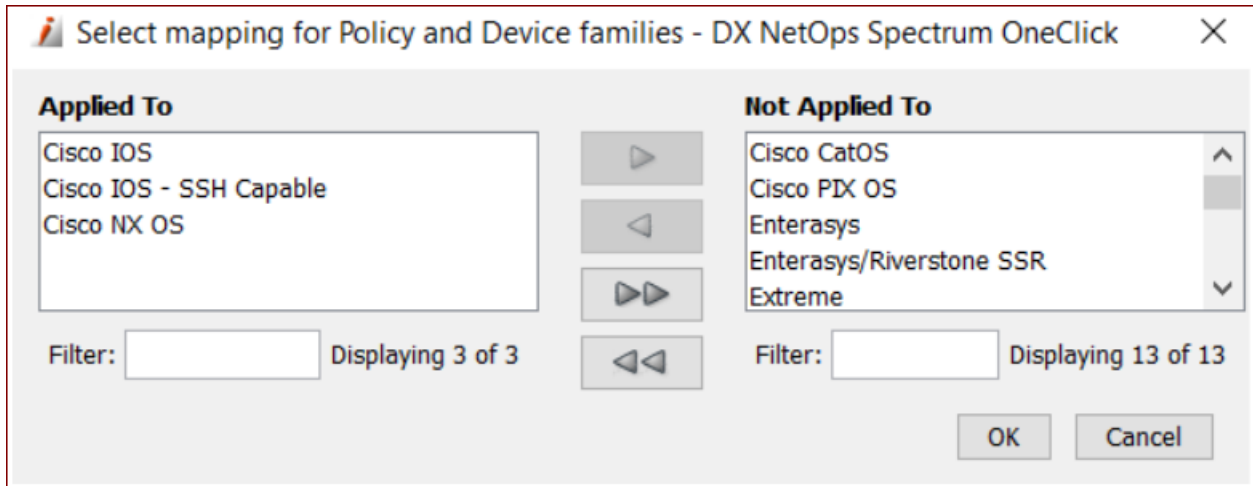 Select mapping for Policy and Device families - DX NetOps Spectrum OneClick
Applied To
Cisco IOS
Cisco IOS - SSH Capable
Cisco NX OS
Filter:
Displaying 3 of 3
Not Applied To
Cisco CatOS
Cisco PIX OS
Enterasys
Enterasys/Riverstone SSR
Extreme
Filter:
Displaying 13 of 13
OK
Cancel